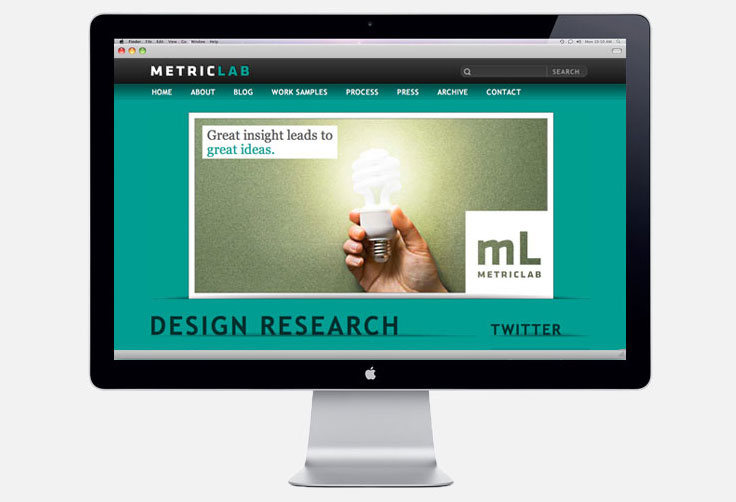 Finder File Edit View Go Window Help
METRICLAB
SEARCH
HOME ABOUT BLOG WORK SAMPLES PROCESS PRESS ARCHIVE CONTACT
Great insight leads to
great ideas.
mL
METRICLAB
DESIGN RESEARCH
TWITTER